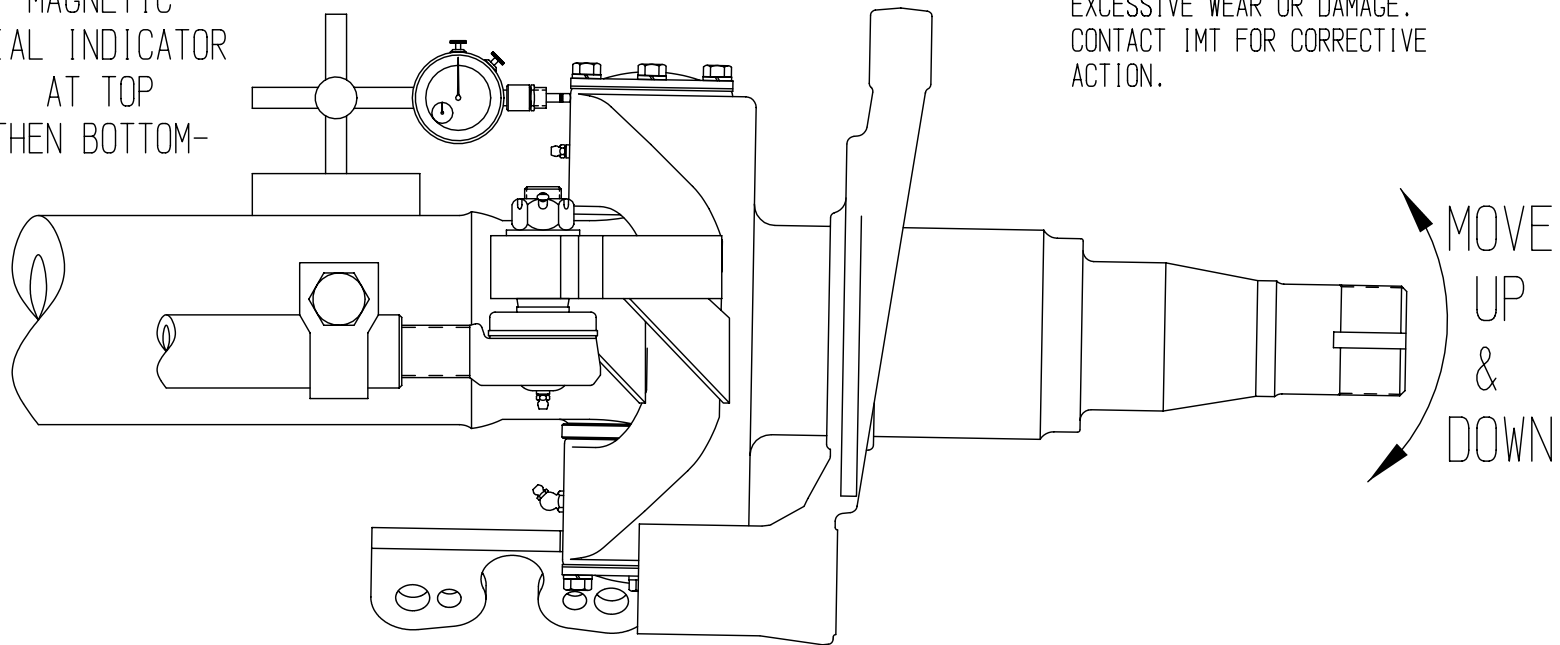 MAGNETIC
IAL INDICATOR
AT TOP
THEN BOTTOM-
EXCESSIVE WEAR OR DAMAGE.
CONTACT IMT FOR CORRECTIVE
ACTION.
MOVE
UP
&
DOWN